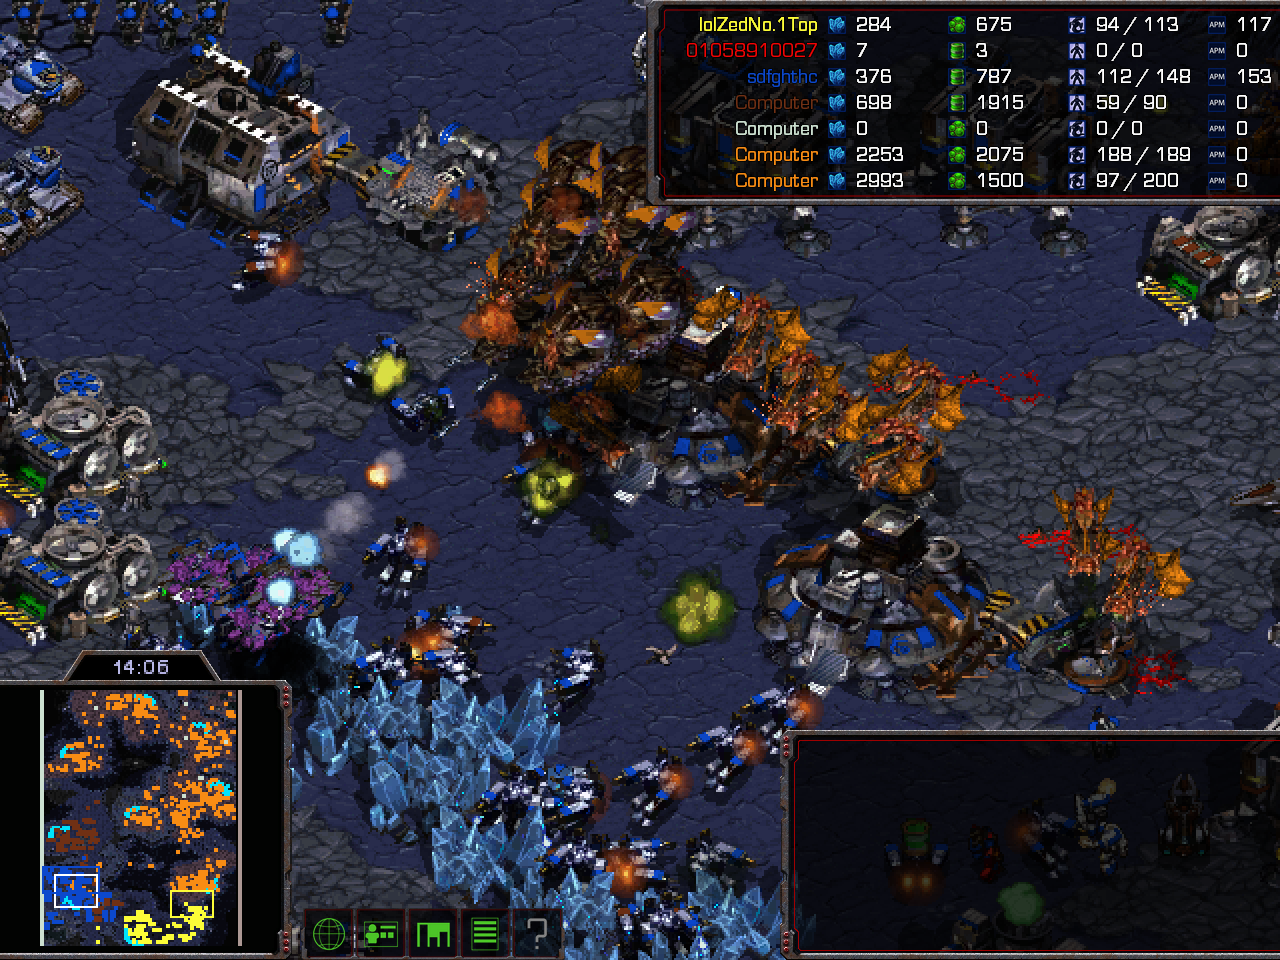 lolZedNo.1Top 284 675 94 / 113 APM 117
01058910027 7 3 0 / 0 APM 0
sdfghthc 376 787 112 / 148 APM 153
Computer 698 1915 59 / 90 APM 0
Computer 0 0 0 / 0 APM 0
Computer 2253 2075 188 / 189 APM 0
Computer 2993 1500 97 / 200 APM 0
14:06
?